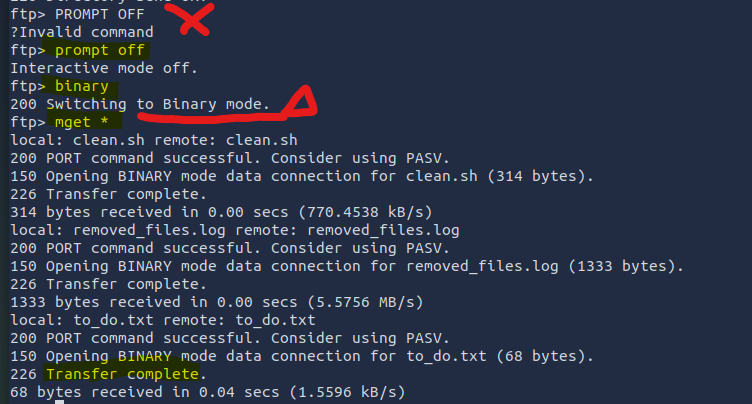 ftp> PROMPT OFF
?Invalid command
ftp> prompt off
Interactive mode off.
ftp> binary
200 Switching to Binary mode.
ftp> mget *
local: clean.sh remote: clean.sh
200 PORT command successful. Consider using PASV.
150 Opening BINARY mode data connection for clean.sh (314 bytes).
226 Transfer complete.
314 bytes received in 0.00 secs (770.4538 kB/s)
local: removed_files.log remote: removed_files.log
200 PORT command successful. Consider using PASV.
150 Opening BINARY mode data connection for removed_files.log (1333 bytes).
226 Transfer complete.
1333 bytes received in 0.00 secs (5.5756 MB/s)
local: to_do.txt remote: to_do.txt
200 PORT command successful. Consider using PASV.
150 Opening BINARY mode data connection for to_do.txt (68 bytes).
226 Transfer complete.
68 bytes received in 0.04 secs (1.5596 kB/s)